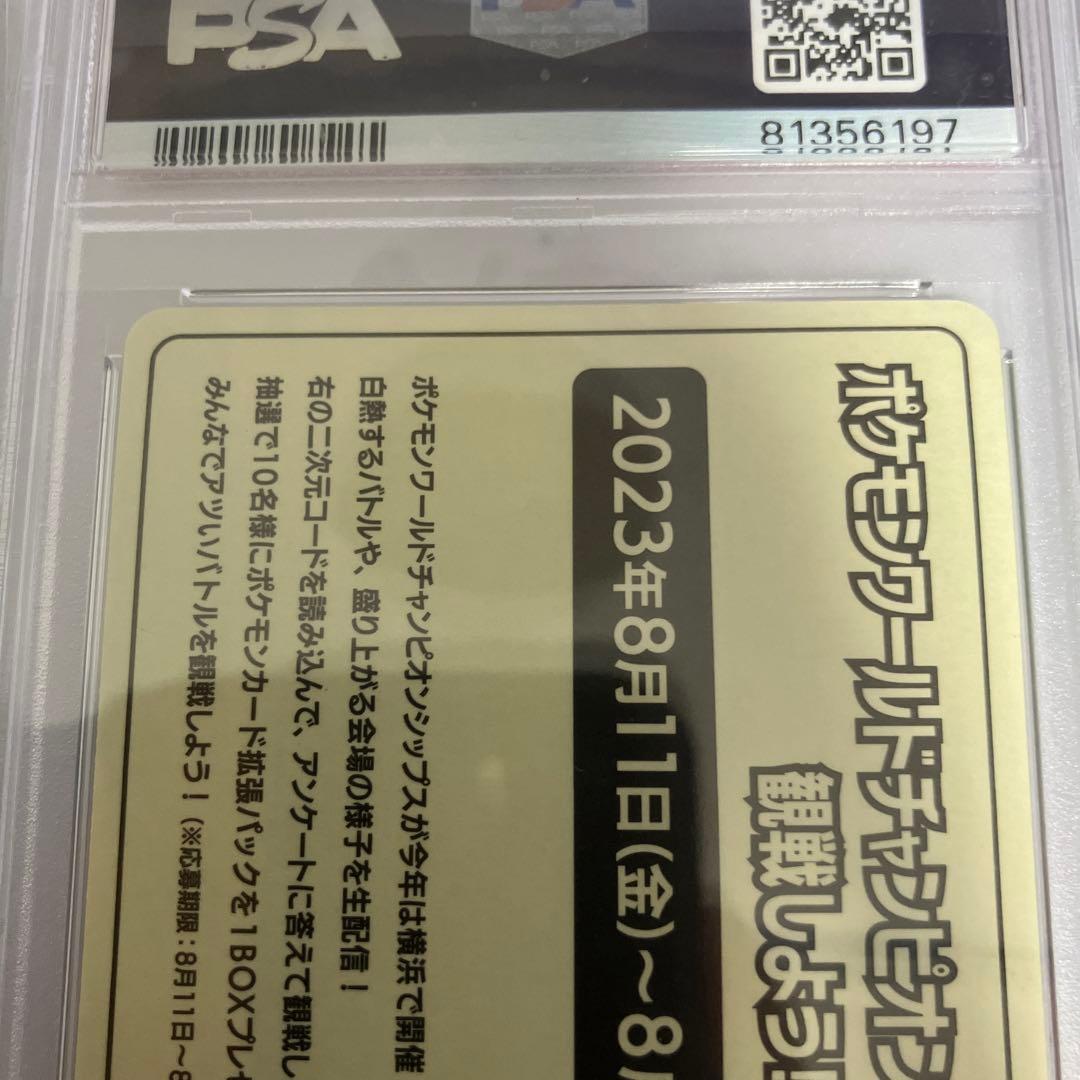 PSA
PSA
81356197
ポケモンワールドチャンピオン
観戦しよう!
2023年8月11日(金)〜8
ポケモンワールドチャンピオンシップスが今年は横浜で開催
白熱するバトルや、盛り上がる会場の様子を生配信！
右の二次元コードを読み込んで、アンケートに答えて観戦し
抽選で10名様にポケモンカード拡張パックを1BOXプレゼ
みんなでアツいバトルを観戦しよう！（※応募期限：8月11日〜8